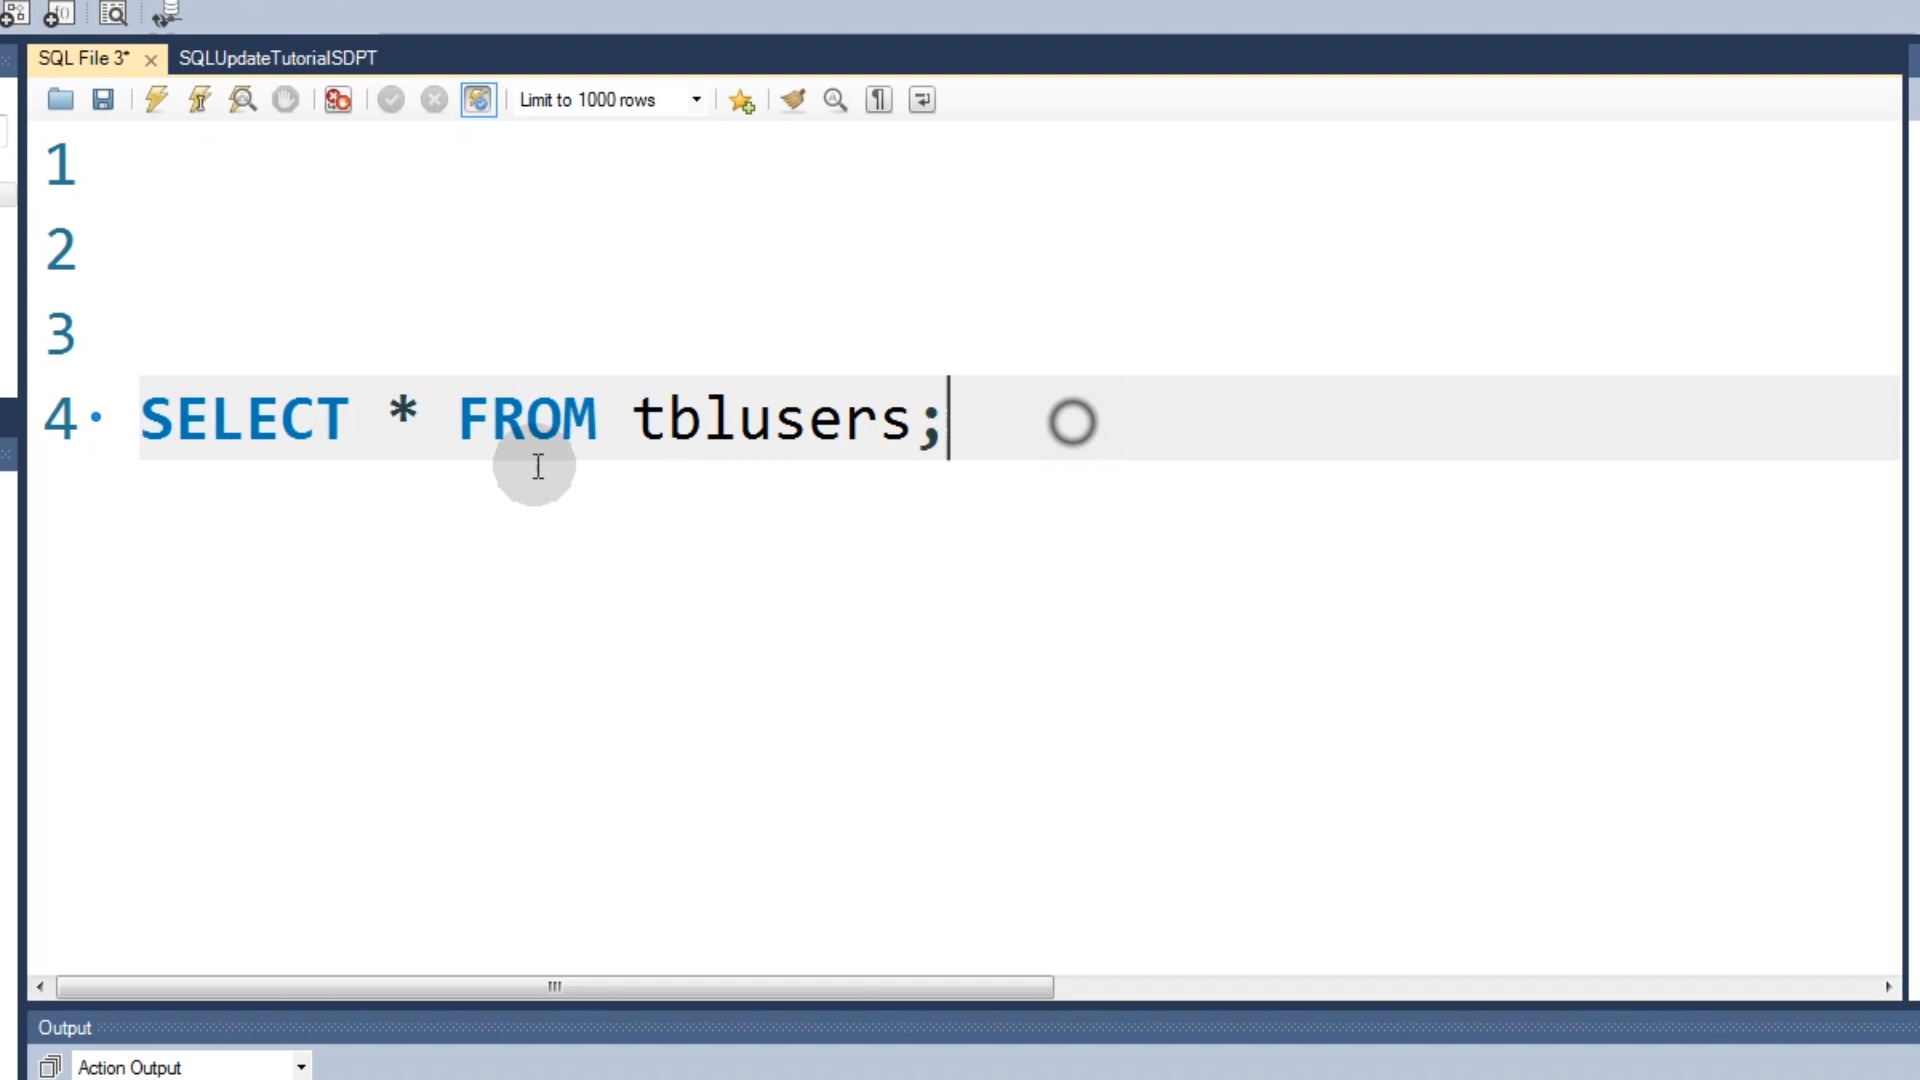 SQL File 3*
SQLUpdateTutorialSDPT
Limit to 1000 rows
1
2
3
4 SELECT * FROM tblusers;
Output
Action Output